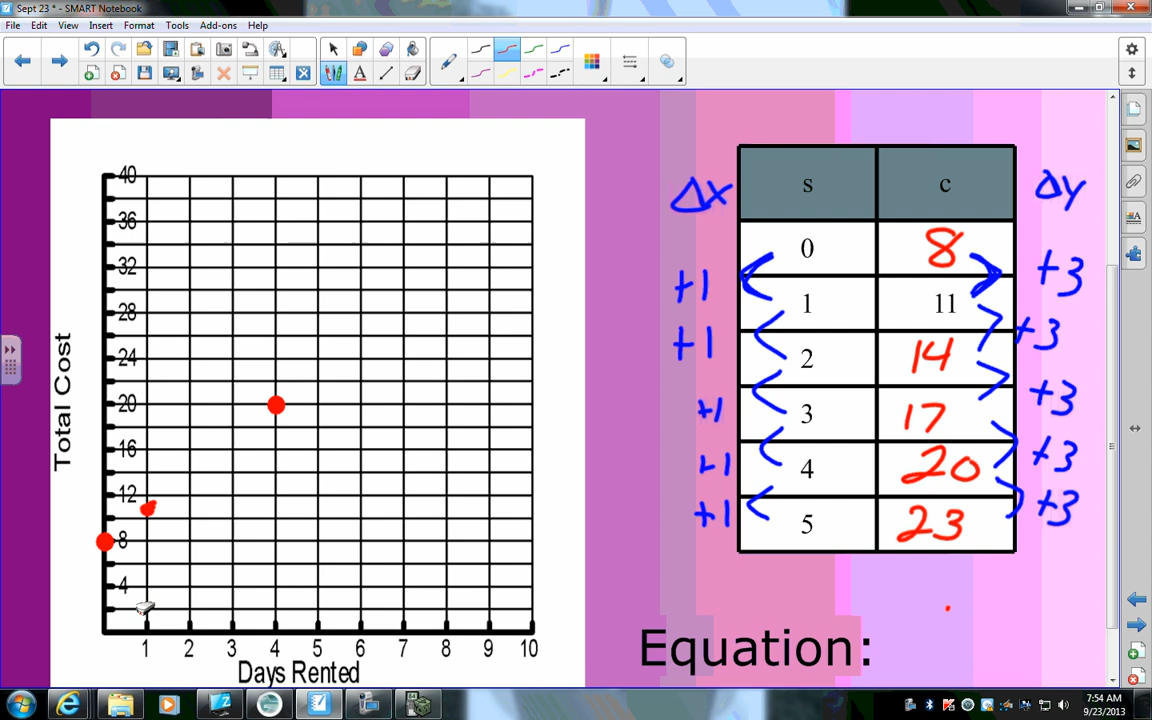 Sept 23 * - SMART Notebook
File Edit View Insert Format Tools Add-ons Help
40
36
32
28
24
20
16
12
8
4
Total Cost
1 2 3 4 5 6 7 8 9 10
Days Rented
ΔX s c ΔY
0 8
+1 +3
1 11
+1 +3
2 14
+1 +3
3 17
+1 +3
4 20
+1 +3
5 23
Equation:
7:54 AM
9/23/2013